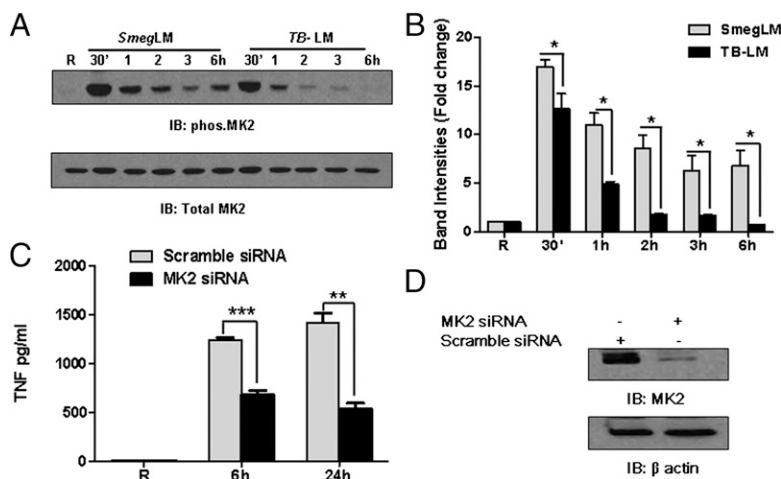 A
SmegLM TB- LM
R 30' 1 2 3 6h 30' 1 2 3 6h
IB: phos.MK2
IB: Total MK2
B
SmegLM
TB-LM
Band Intensities (Fold change)
20
15
10
5
0
* * * * *
R 30' 1h 2h 3h 6h
C
Scramble siRNA
MK2 siRNA
TNF pg/ml
2000
1500
1000
500
0
*** **
R 6h 24h
D
MK2 siRNA - +
Scramble siRNA + -
IB: MK2
IB: β actin